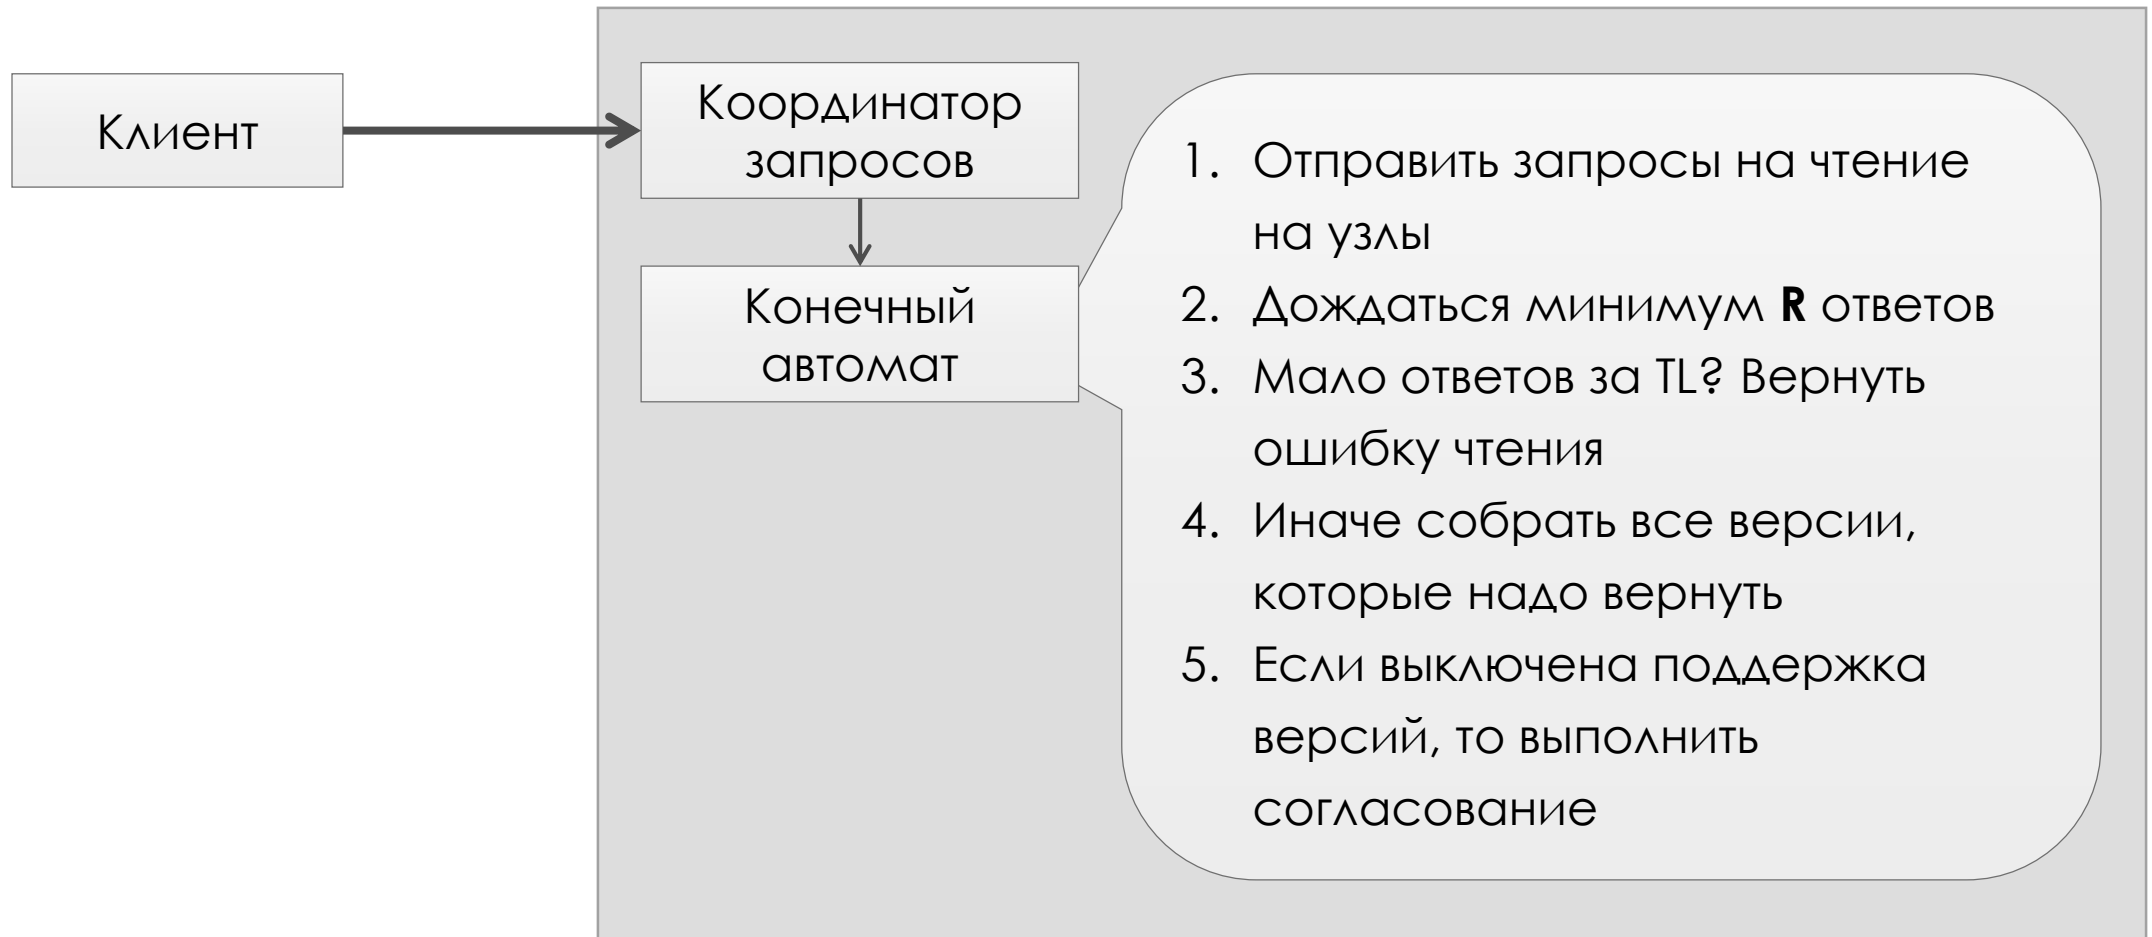 Клиент
Координатор
запросов
Конечный
автомат
1. Отправить запросы на чтение
на узлы
2. Дождаться минимум R ответов
3. Мало ответов за TL? Вернуть
ошибку чтения
4. Иначе собрать все версии,
которые надо вернуть
5. Если выключена поддержка
версий, то выполнить
согласование